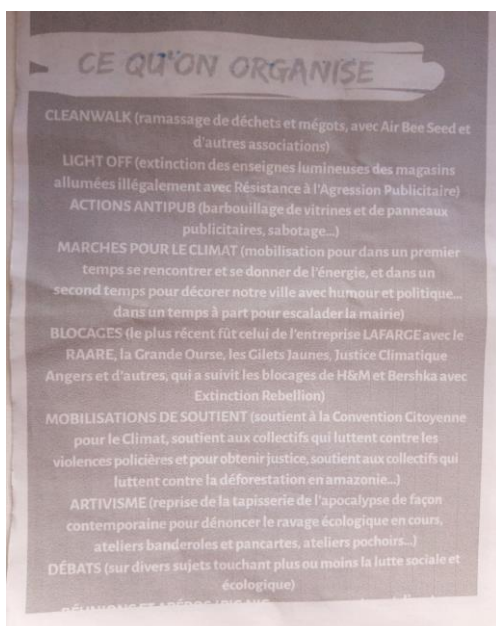 CE QU'ON ORGANISE
CLEANWALK (ramassage de déchets et mégots, avec Air Bee Seed et
d'autres associations)
LIGHT OFF (extinction des enseignes lumineuses des magasins
allumées illégalement avec Résistance à l'Agression Publicitaire)
ACTIONS ANTIPUB (barbouillage de vitrines et de panneaux
publicitaires, sabotage...)
MARCHES POUR LE CLIMAT (mobilisation pour dans un premier
temps se rencontrer et se donner de l'énergie, et dans un
second temps pour décorer notre ville avec humour et politique...
dans un temps à part pour escalader la mairie)
BLOCAGES (le plus récent fût celui de l'entreprise LAFARGE avec le
RAARE, la Grande Ourse, les Gilets Jaunes, Justice Climatique
Angers et d'autres, qui a suivit les blocages de H&M et Bershka avec
Extinction Rebellion)
MOBILISATIONS DE SOUTIENT (soutient à la Convention Citoyenne
pour le Climat, soutient aux collectifs qui luttent contre les
violences policières et pour obtenir justice, soutient aux collectifs qui
luttent contre la déforestation en amazonie...)
ARTIVISME (reprise de la tapisserie de l'apocalypse de façon
contemporaine pour dénoncer le ravage écologique en cours,
ateliers banderoles et pancartes, ateliers pochoirs...)
DÉBATS (sur divers sujets touchant plus ou moins la lutte sociale et
écologique)
RÉUNIONS ET APÉROS